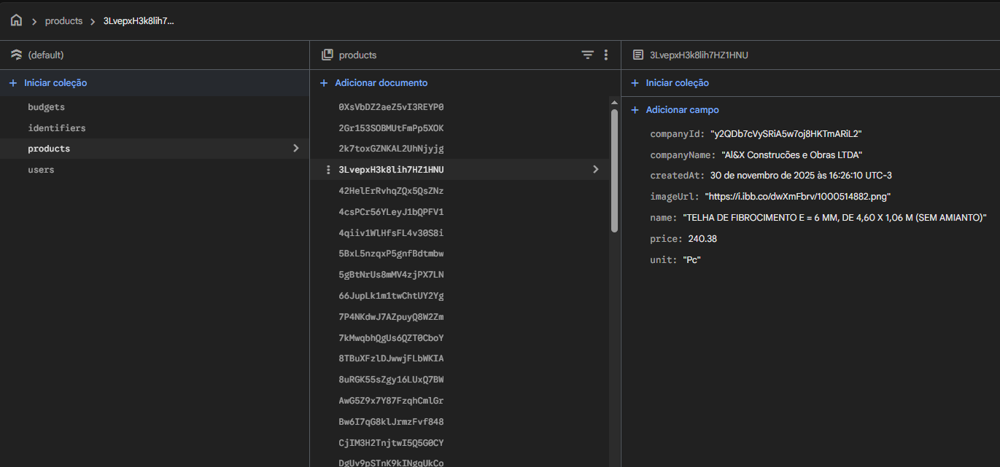 products
3LvepxH3k8lih7...
(default)
Iniciar coleção
budgets
identifiers
products
users
products
Adicionar documento
0XsVbDZ2aeZ5vI3REYP0
2Gr153SOBMUtFmPp5XOK
2k7toxGZNKAL2UhNjyjg
3LvepxH3k8lih7HZ1HNU
42HelErRvhqZQx5QsZNz
4csPCr56YLeyJ1bQPFV1
4qiiv1WlHfsFL4v30S8i
5BxL5nzqxP5gnfBdtmbw
5gBtNrUs8mMV4zjPX7LN
66JupLk1m1twChtUY2Yg
7P4NKdwJ7AZpuyQ8W2Zm
7kMwqbhQgUs6QZT0CboY
8TBuXFzlDJwwjFLbWKIA
8uRGK55sZgy16LUxQ7BW
AwG5Z9x7Y87FzqhCmlGr
Bw6I7qG8klJrmzFvf848
CjIM3H2TnjtwI5Q5G0CY
DgUv9pSTnK9kINgqUkCo
3LvepxH3k8lih7HZ1HNU
Iniciar coleção
Adicionar campo
companyId: "y2QDb7cVySRiA5w7oj8HKTmARiL2"
companyName: "Al&X Construcões e Obras LTDA"
createdAt: 30 de novembro de 2025 às 16:26:10 UTC-3
imageUrl: "https://i.ibb.co/dwXmFbrv/1000514882.png"
name: "TELHA DE FIBROCIMENTO E = 6 MM, DE 4,60 X 1,06 M (SEM AMIANTO)"
price: 240.38
unit: "Pc"